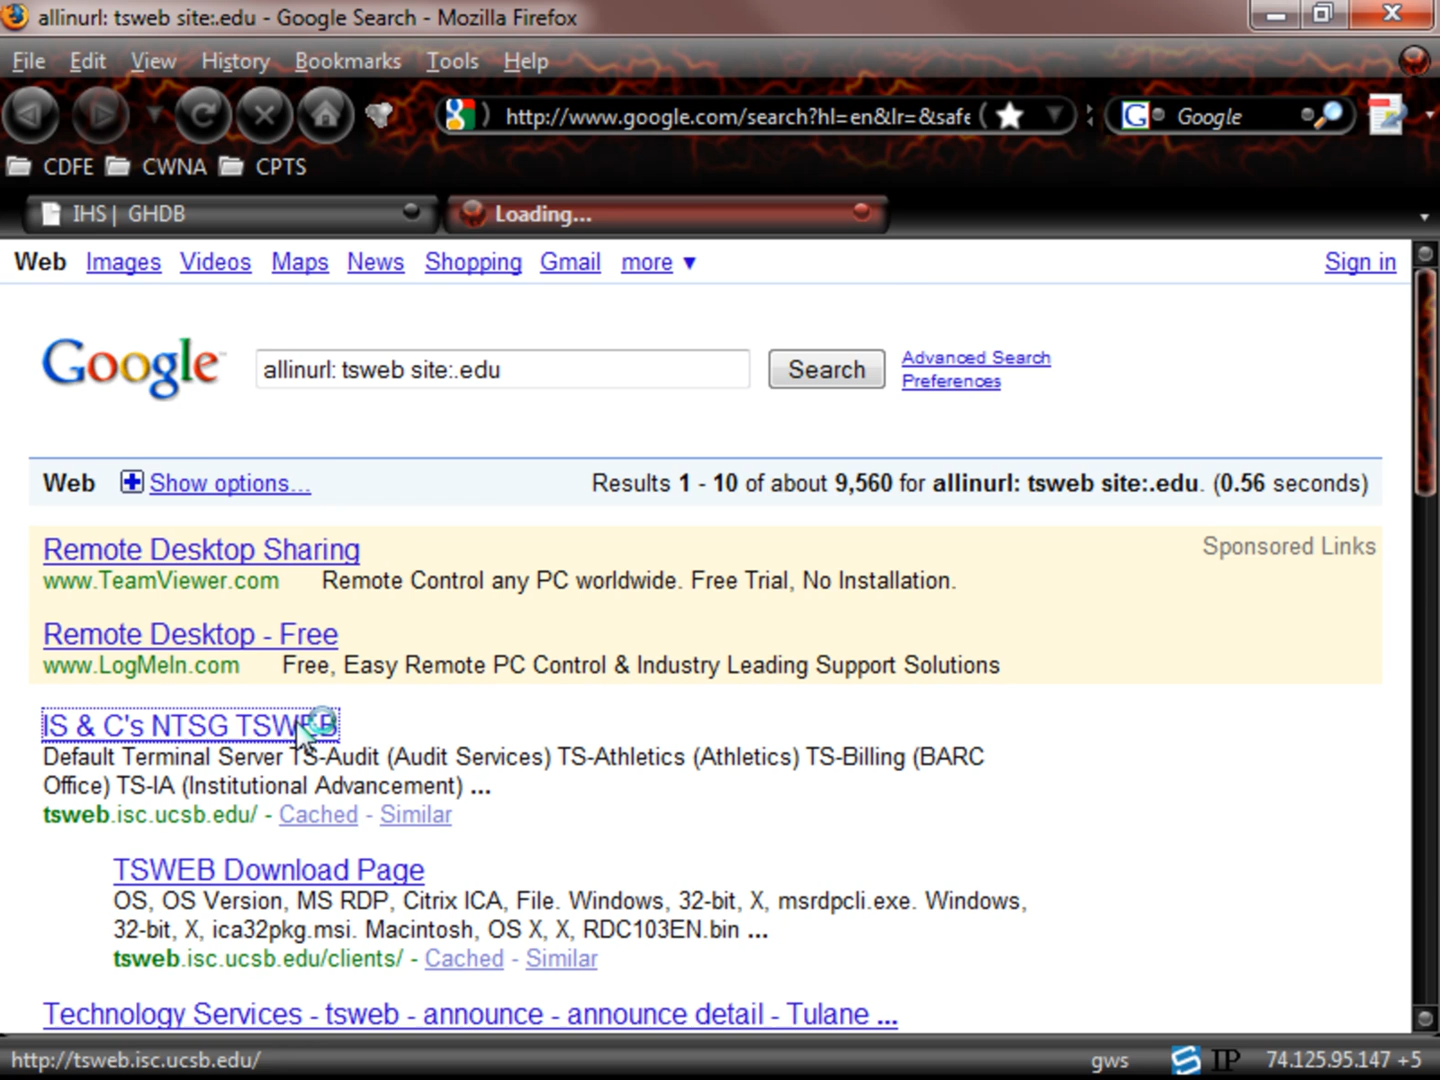 allinurl: tsweb site:.edu - Google Search - Mozilla Firefox
File Edit View History Bookmarks Tools Help
http://www.google.com/search?hl=en&lr=&safe
Google
CDFE CWNA CPTS
IHS | GHDB
Loading...
Web Images Videos Maps News Shopping Gmail more ▼
Sign in
Google
allinurl: tsweb site:.edu
Search
Advanced Search
Preferences
Web Show options...
Results 1 - 10 of about 9,560 for allinurl: tsweb site:.edu. (0.56 seconds)
Remote Desktop Sharing
Sponsored Links
www.TeamViewer.com Remote Control any PC worldwide. Free Trial, No Installation.
Remote Desktop - Free
www.LogMeIn.com Free, Easy Remote PC Control & Industry Leading Support Solutions
IS & C's NTSG TSWEB
Default Terminal Server TS-Audit (Audit Services) TS-Athletics (Athletics) TS-Billing (BARC
Office) TS-IA (Institutional Advancement) ...
tsweb.isc.ucsb.edu/ - Cached - Similar
TSWEB Download Page
OS, OS Version, MS RDP, Citrix ICA, File. Windows, 32-bit, X, msrdpcli.exe. Windows,
32-bit, X, ica32pkg.msi. Macintosh, OS X, X, RDC103EN.bin ...
tsweb.isc.ucsb.edu/clients/ - Cached - Similar
Technology Services - tsweb - announce - announce detail - Tulane ...
http://tsweb.isc.ucsb.edu/
gws
IP
74.125.95.147 +5